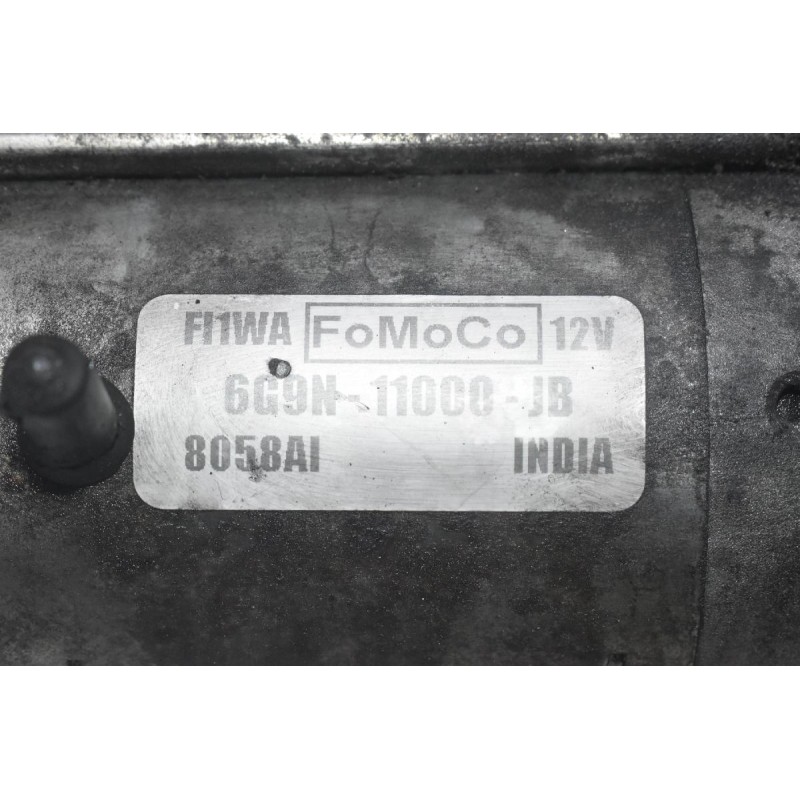 FI1WA FoMoCo 12V
6G9N-11000-JB
8058AI INDIA